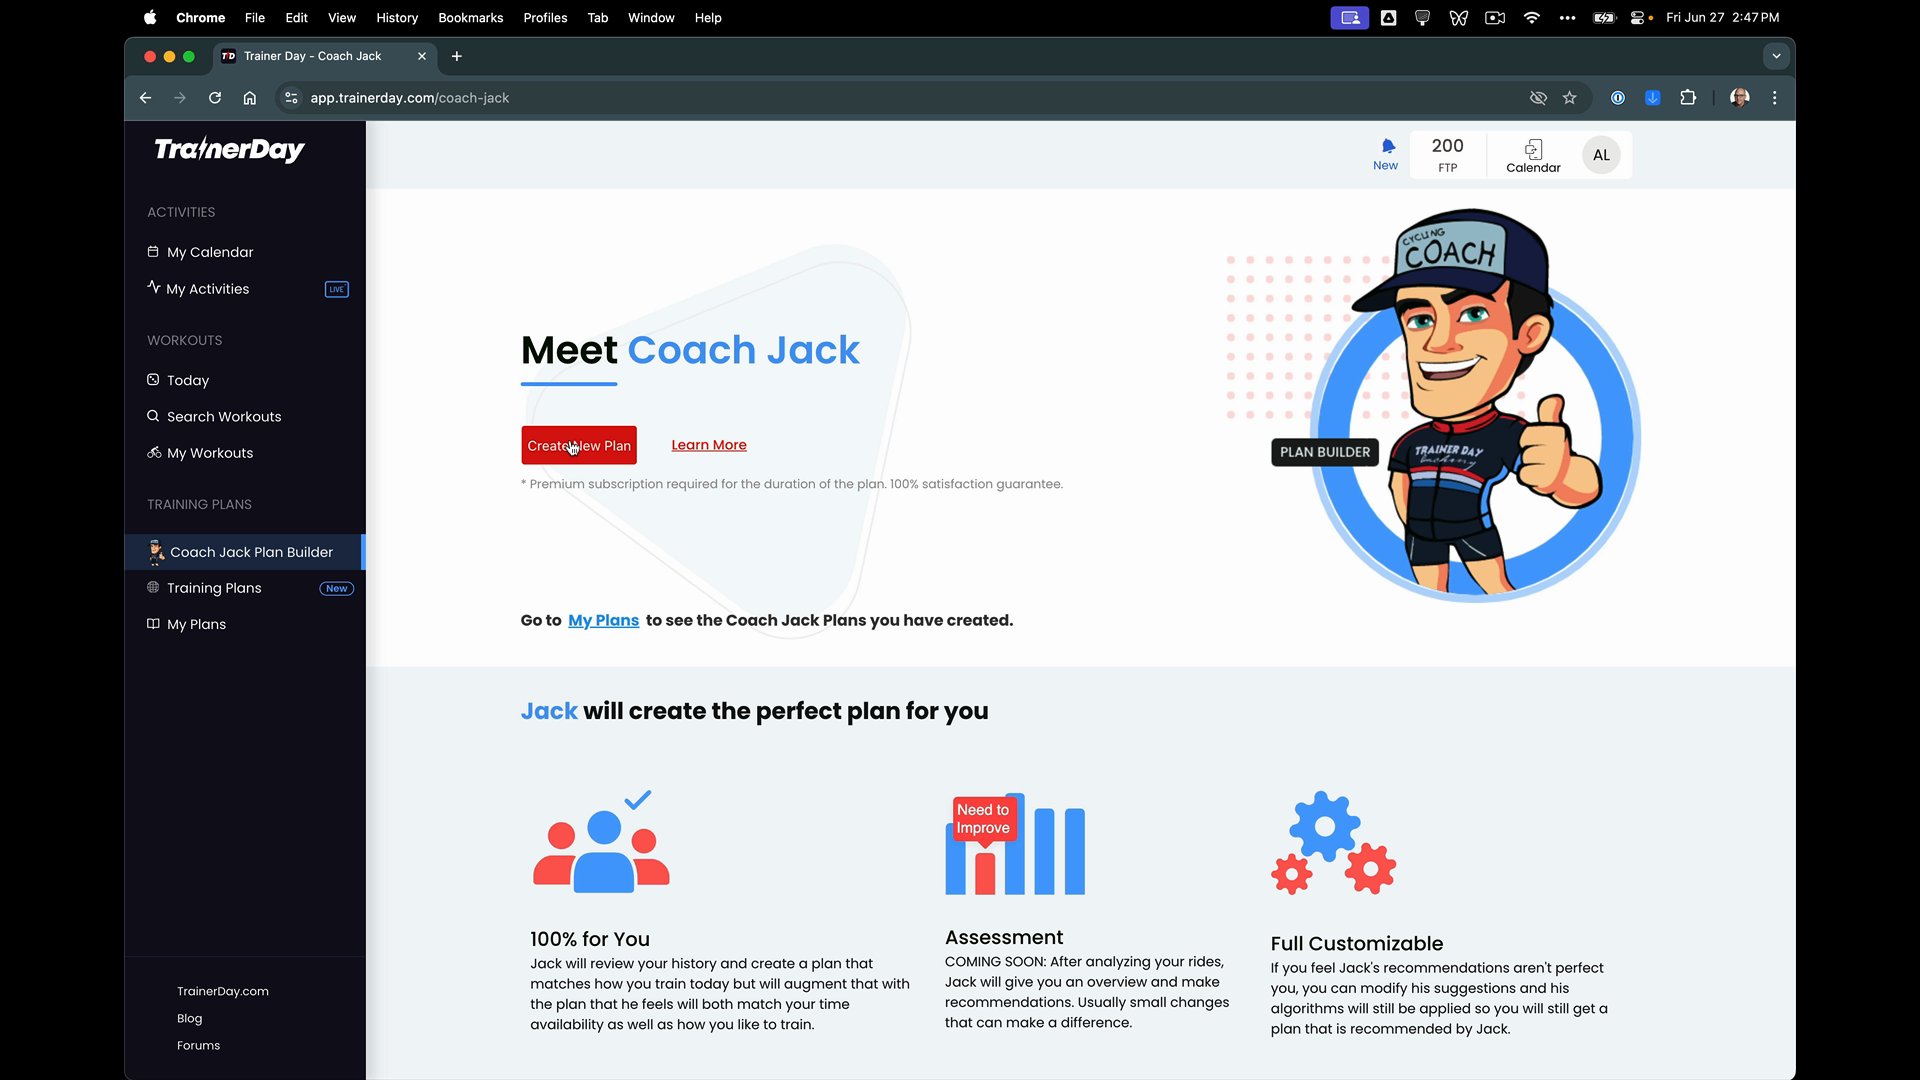 Chrome File Edit View History Bookmarks Profiles Tab Window Help Fri Jun 27 2:47 PM
TD Trainer Day - Coach Jack
app.trainerday.com/coach-jack
TrainerDay
New
200
FTP
Calendar
AL
ACTIVITIES
My Calendar
My Activities LIVE
WORKOUTS
Today
Search Workouts
My Workouts
TRAINING PLANS
Coach Jack Plan Builder
Training Plans New
My Plans
TrainerDay.com
Blog
Forums
Meet Coach Jack
Create New Plan Learn More
* Premium subscription required for the duration of the plan. 100% satisfaction guarantee.
Go to My Plans to see the Coach Jack Plans you have created.
CYCLING
COACH
PLAN BUILDER
TRAINER DAY
Jack will create the perfect plan for you
100% for You
Jack will review your history and create a plan that
matches how you train today but will augment that with
the plan that he feels will both match your time
availability as well as how you like to train.
Need to
Improve
Assessment
COMING SOON: After analyzing your rides,
Jack will give you an overview and make
recommendations. Usually small changes
that can make a difference.
Full Customizable
If you feel Jack's recommendations aren't perfect
you, you can modify his suggestions and his
algorithms will still be applied so you will still get a
plan that is recommended by Jack.